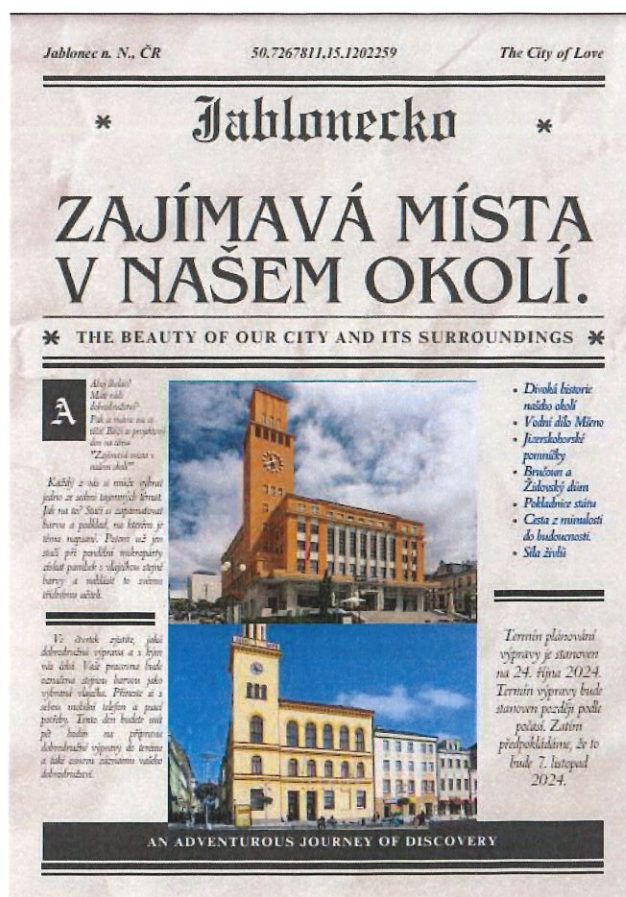 Jablonec n. N., ČR 50.7267811,15.1202259 The City of Love
* Jablonecko *
ZAJÍMAVÁ MÍSTA
V NAŠEM OKOLÍ.
* THE BEAUTY OF OUR CITY AND ITS SURROUNDINGS *
A
Ahoj školáci!
Máte rádi
dobrodružství?
Pak se máte na co
těšit! Blíží se projektový
den na téma
"Zajímavá místa v
našem okolí".
Každý z vás si může vybrat
jedno ze sedmi tajemných témat.
Jak na to? Stačí si zapamatovat
barvu a podklad, na kterém je
téma napsané. Potom už jen
stačí při pondělní mikroparty
získat pamlsek s vlaječkou stejné
barvy a nahlásit to svému
třídnímu učiteli.
Ve čtvrtek zjistíte, jaká
dobrodružná výprava a s kým
vás čeká. Vaše pracovna bude
označena stejnou barvou jako
vybraná vlaječka. Přineste si s
sebou mobilní telefon a psací
potřeby. Tento den budete mít
pět hodin na přípravu
dobrodružné výpravy do terénu
a také osnovu záznamu vašeho
dobrodružství.
• Divoká historie
našeho okolí
• Vodní dílo Mšeno
• Jizerskohorské
pomníčky
• Bručoun a
Židovský dům
• Pokladnice státu
• Cesta z minulosti
do budoucnosti.
• Síla živlů
Termín plánování
výpravy je stanoven
na 24. října 2024.
Termín výpravy bude
stanoven později podle
počasí. Zatím
předpokládáme, že to
bude 7. listopad
2024.
AN ADVENTUROUS JOURNEY OF DISCOVERY